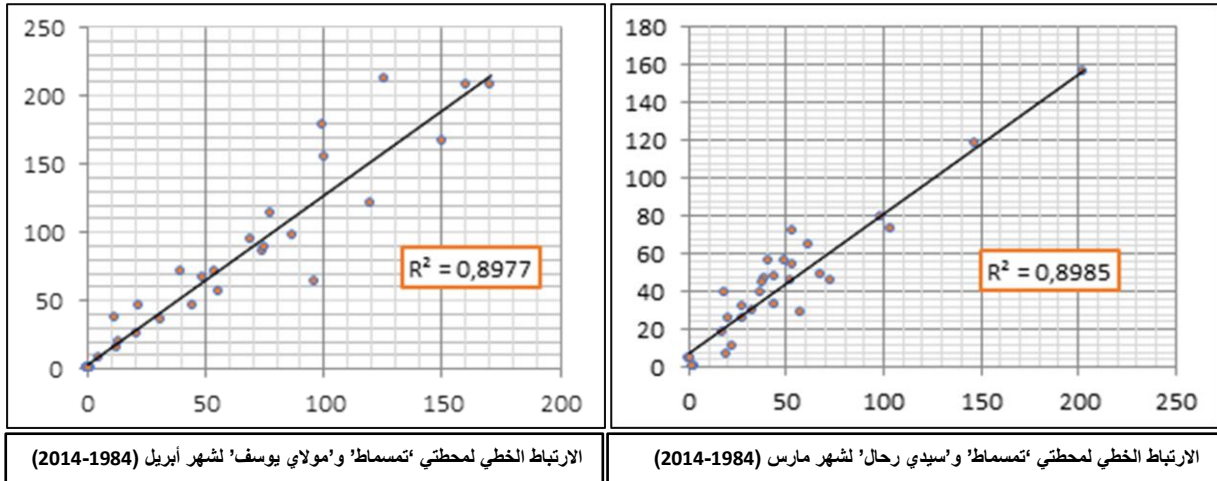 250
200
150
100
50
0
0 50 100 150 200
R² = 0,8977
الارتباط الخطي لمحطتي ‘تمسماط’ و’مولاي يوسف’ لشهر أبريل (1984-2014)
180
160
140
120
100
80
60
40
20
0
0 50 100 150 200 250
R² = 0,8985
الارتباط الخطي لمحطتي ‘تمسماط’ و’سيدي رحال’ لشهر مارس (1984-2014)